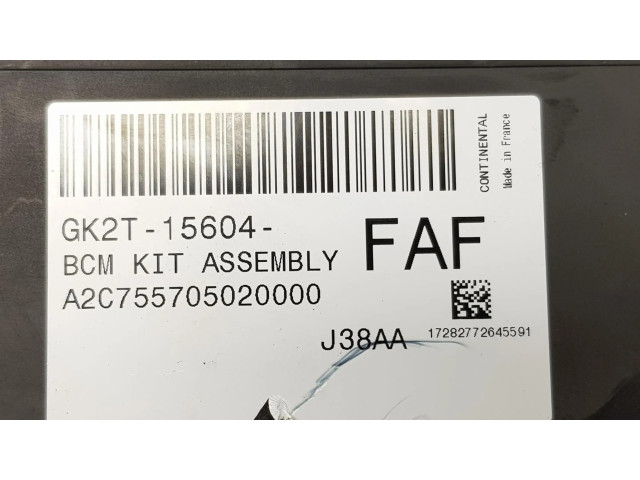 CONTINENTAL
Made in France
GK2T-15604-
FAF
BCM KIT ASSEMBLY
A2C755705020000
J38AA
17282772645591